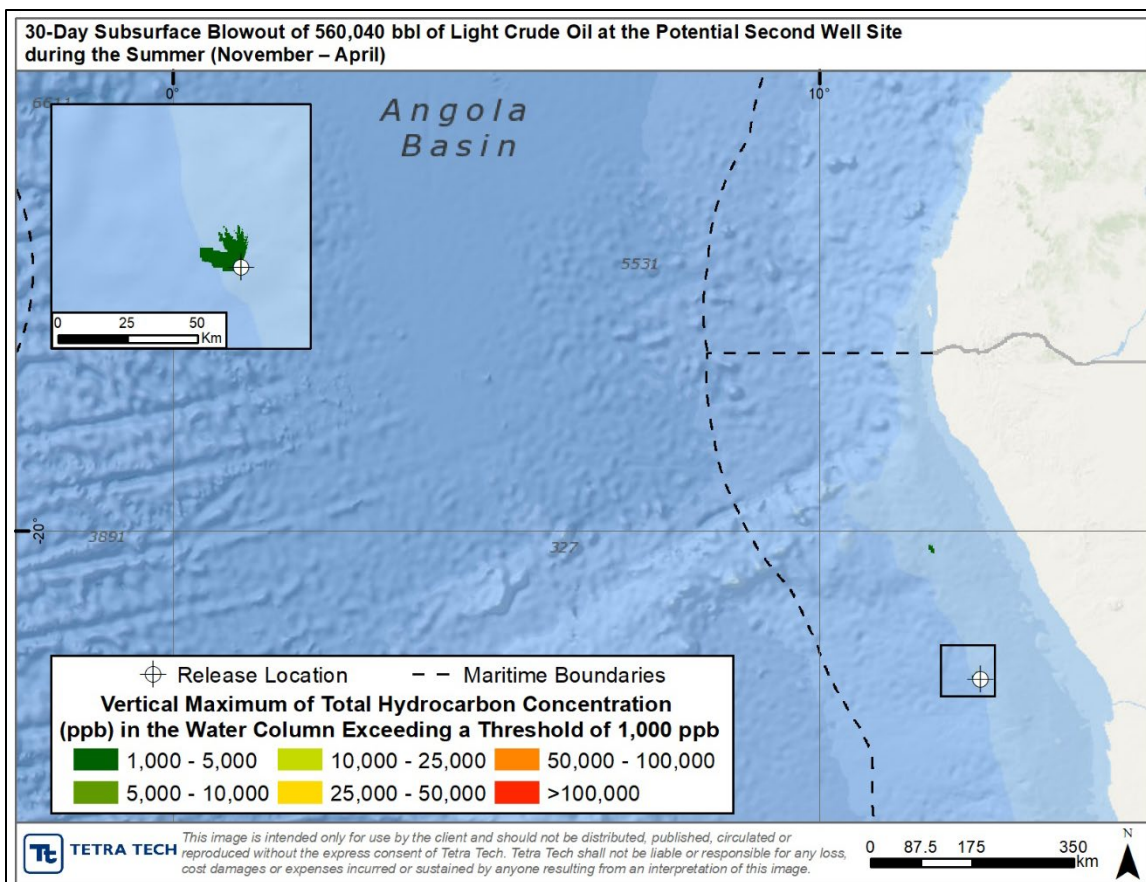 30-Day Subsurface Blowout of 560,040 bbl of Light Crude Oil at the Potential Second Well Site
during the Summer (November – April)
0°
10°
6611
Angola
Basin
5531
0 25 50
Km
-20°
3891
327
Release Location
Maritime Boundaries
Vertical Maximum of Total Hydrocarbon Concentration
(ppb) in the Water Column Exceeding a Threshold of 1,000 ppb
1,000 - 5,000
10,000 - 25,000
50,000 - 100,000
5,000 - 10,000
25,000 - 50,000
>100,000
Tt TETRA TECH
This image is intended only for use by the client and should not be distributed, published, circulated or
reproduced without the express consent of Tetra Tech. Tetra Tech shall not be liable or responsible for any loss,
cost damages or expenses incurred or sustained by anyone resulting from an interpretation of this image.
0 87.5 175 350
km
N